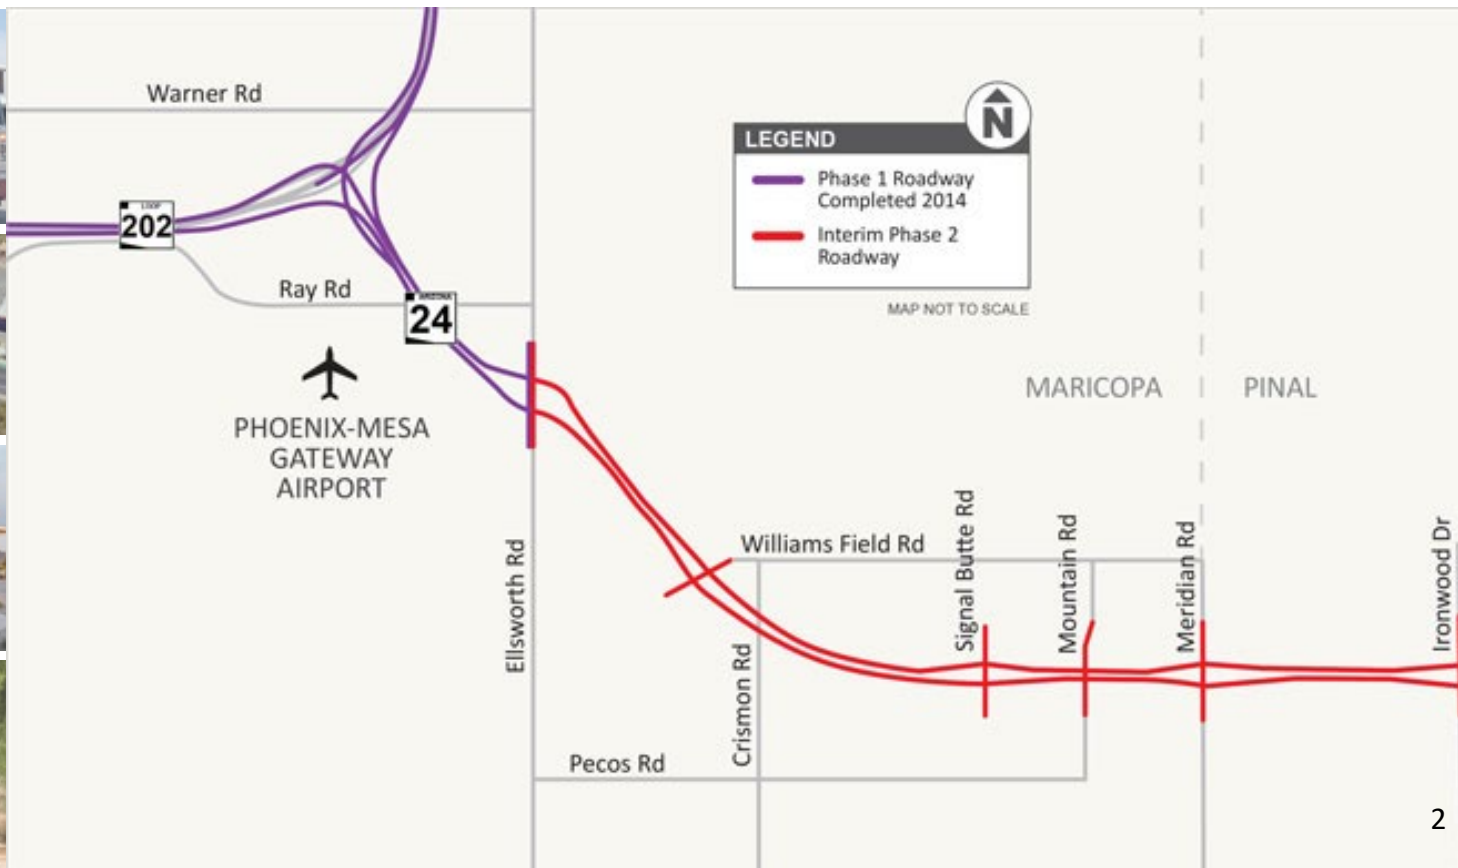 Warner Rd
LEGEND
N
Phase 1 Roadway
Completed 2014
Interim Phase 2
Roadway
MAP NOT TO SCALE
LOOP
202
Ray Rd
ARIZONA
24
PHOENIX-MESA
GATEWAY
AIRPORT
MARICOPA
PINAL
Ellsworth Rd
Williams Field Rd
Crismon Rd
Signal Butte Rd
Mountain Rd
Meridian Rd
Ironwood Dr
Pecos Rd
2